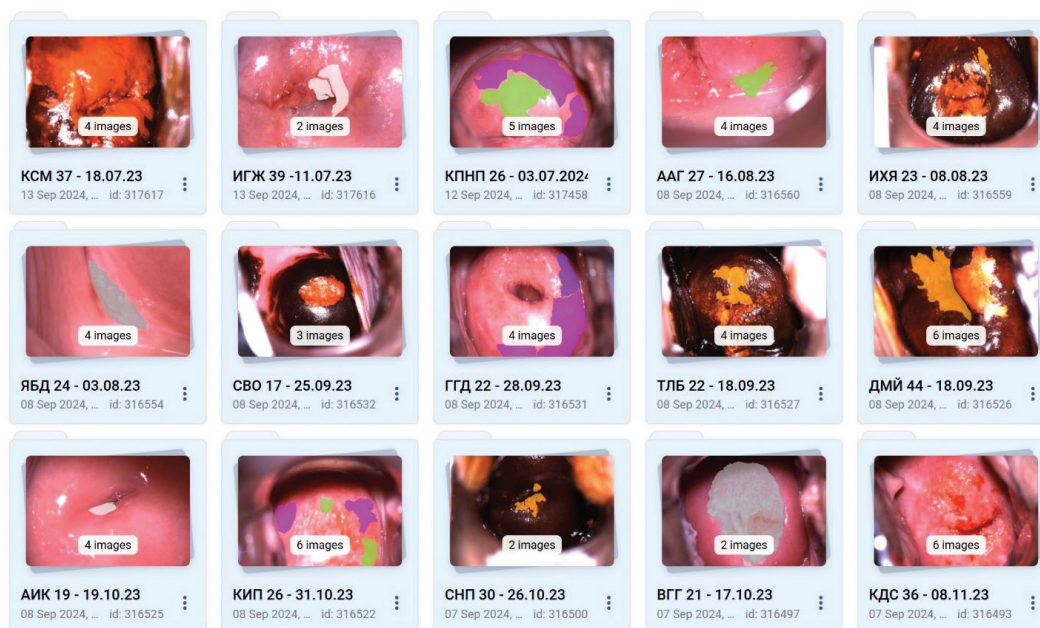 4 images
2 images
5 images
4 images
4 images
КСМ 37 - 18.07.23
ИГЖ 39 -11.07.23
КПНП 26 - 03.07.2024
ААГ 27 - 16.08.23
ИХЯ 23 - 08.08.23
13 Sep 2024, ... id: 317617
13 Sep 2024, ... id: 317616
12 Sep 2024, ... id: 317458
08 Sep 2024, ... id: 316560
08 Sep 2024, ... id: 316559
4 images
3 images
4 images
4 images
6 images
ЯБД 24 - 03.08.23
СВО 17 - 25.09.23
ГГД 22 - 28.09.23
ТЛБ 22 - 18.09.23
ДМЙ 44 - 18.09.23
08 Sep 2024, ... id: 316554
08 Sep 2024, ... id: 316532
08 Sep 2024, ... id: 316531
08 Sep 2024, ... id: 316527
08 Sep 2024, ... id: 316526
4 images
6 images
2 images
2 images
6 images
АИК 19 - 19.10.23
КИП 26 - 31.10.23
СНП 30 - 26.10.23
ВГГ 21 - 17.10.23
КДС 36 - 08.11.23
08 Sep 2024, ... id: 316525
08 Sep 2024, ... id: 316522
07 Sep 2024, ... id: 316500
07 Sep 2024, ... id: 316497
07 Sep 2024, ... id: 316493